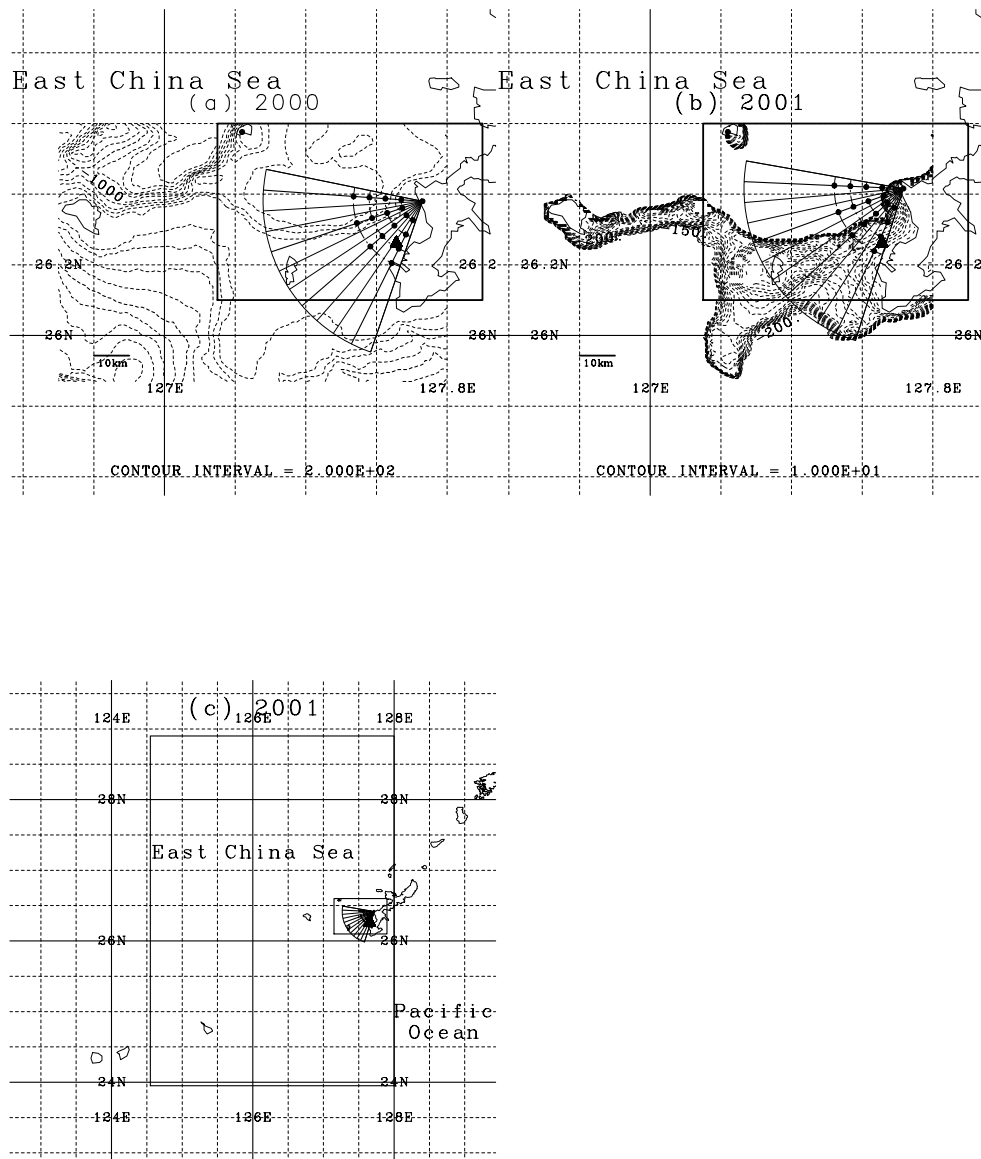 East China Sea
(a) 2000
1000
26.2N
26.2
26N
26N
10km
127E
127.8E
CONTOUR INTERVAL = 2.000E+02
East China Sea
(b) 2001
150
200
26.2N
26.2
26N
26N
10km
127E
127.8E
CONTOUR INTERVAL = 1.000E+01
(c) 2001
124E
126E
128E
28N
28N
East China Sea
26N
26N
Pacific
Ocean
24N
24N
124E
126E
128E